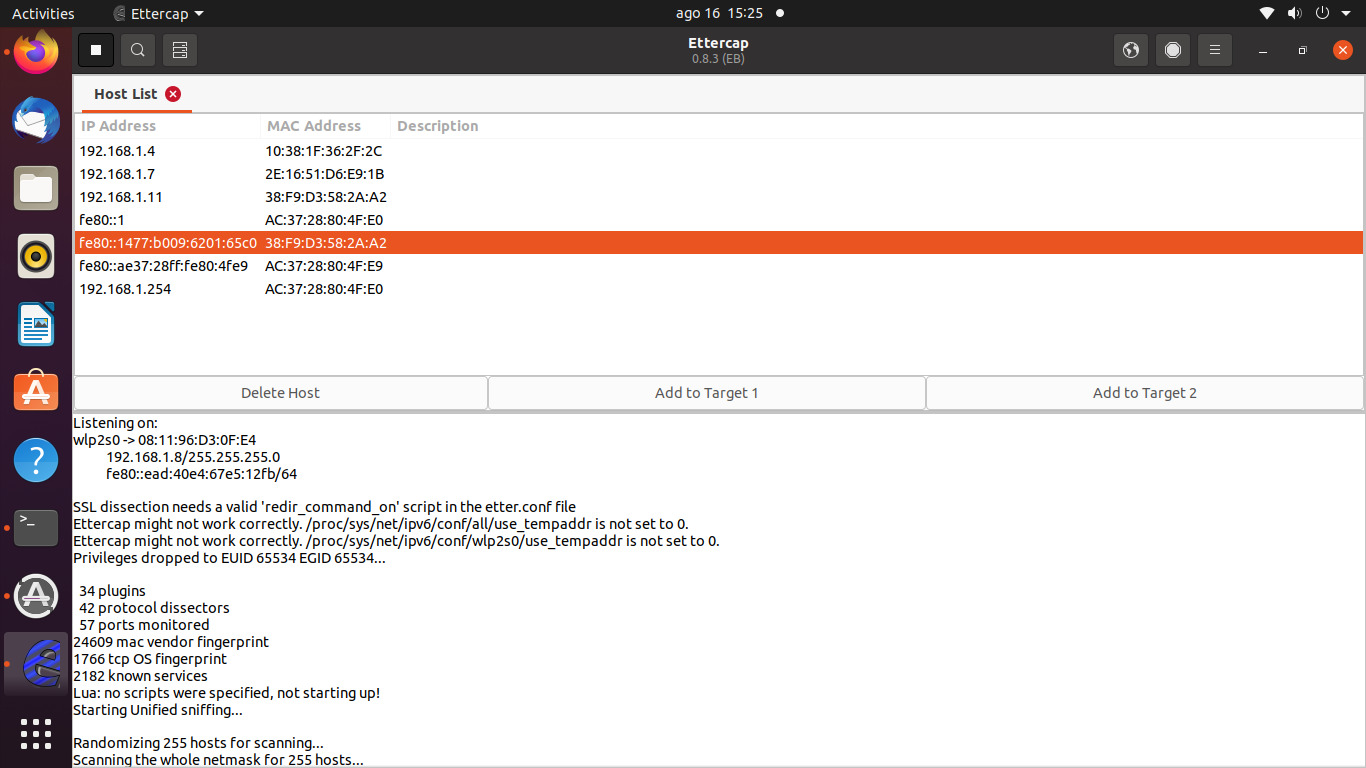 Activities Ettercap ago 16 15:25
Ettercap
0.8.3 (EB)
Host List
IP Address MAC Address Description
192.168.1.4 10:38:1F:36:2F:2C
192.168.1.7 2E:16:51:D6:E9:1B
192.168.1.11 38:F9:D3:58:2A:A2
fe80::1 AC:37:28:80:4F:E0
fe80::1477:b009:6201:65c0 38:F9:D3:58:2A:A2
fe80::ae37:28ff:fe80:4fe9 AC:37:28:80:4F:E9
192.168.1.254 AC:37:28:80:4F:E0
Delete Host Add to Target 1 Add to Target 2
Listening on:
wlp2s0 -> 08:11:96:D3:0F:E4
192.168.1.8/255.255.255.0
fe80::ead:40e4:67e5:12fb/64
SSL dissection needs a valid 'redir_command_on' script in the etter.conf file
Ettercap might not work correctly. /proc/sys/net/ipv6/conf/all/use_tempaddr is not set to 0.
Ettercap might not work correctly. /proc/sys/net/ipv6/conf/wlp2s0/use_tempaddr is not set to 0.
Privileges dropped to EUID 65534 EGID 65534...
34 plugins
42 protocol dissectors
57 ports monitored
24609 mac vendor fingerprint
1766 tcp OS fingerprint
2182 known services
Lua: no scripts were specified, not starting up!
Starting Unified sniffing...
Randomizing 255 hosts for scanning...
Scanning the whole netmask for 255 hosts...